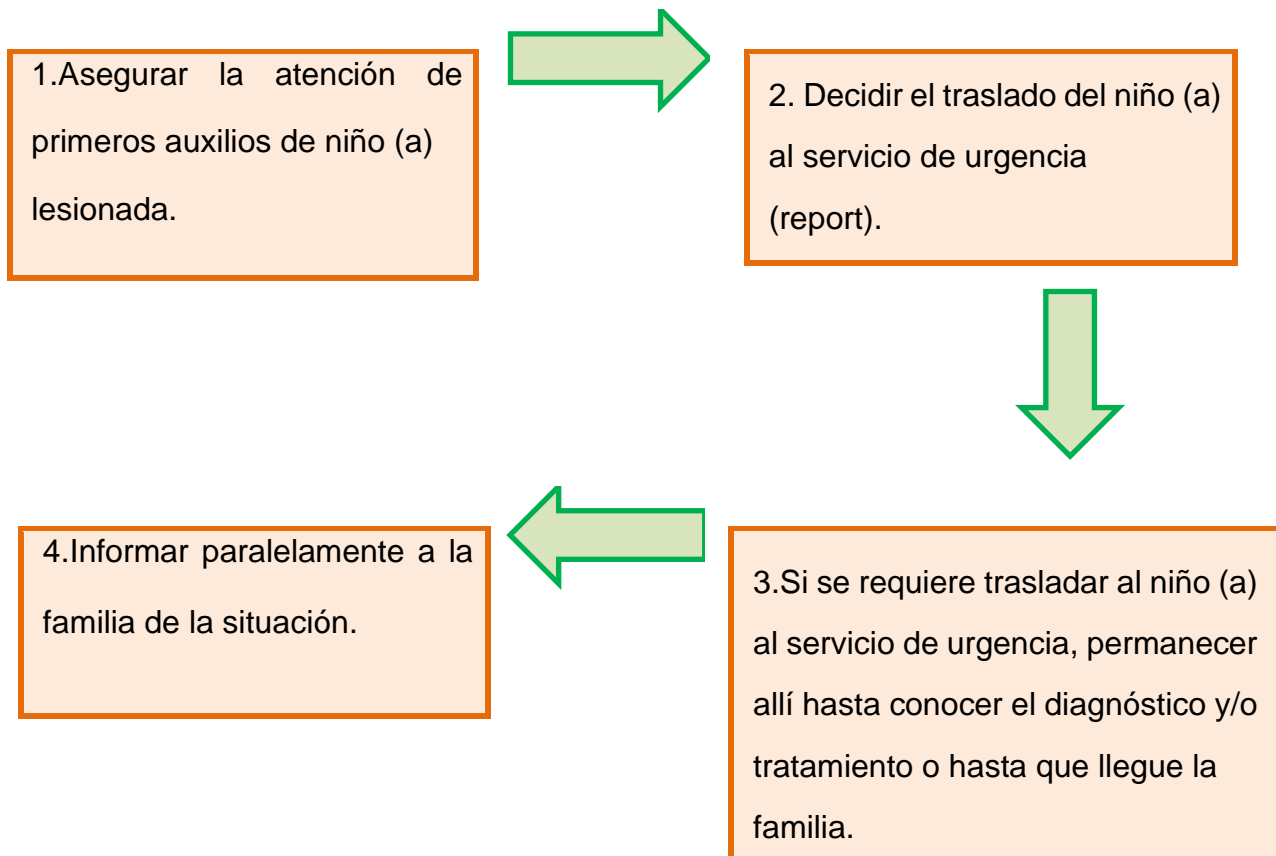 1.Asegurar la atención de
primeros auxilios de niño (a)
lesionada.
2. Decidir el traslado del niño (a)
al servicio de urgencia
(report).
3.Si se requiere trasladar al niño (a)
al servicio de urgencia, permanecer
allí hasta conocer el diagnóstico y/o
tratamiento o hasta que llegue la
familia.
4.Informar paralelamente a la
familia de la situación.